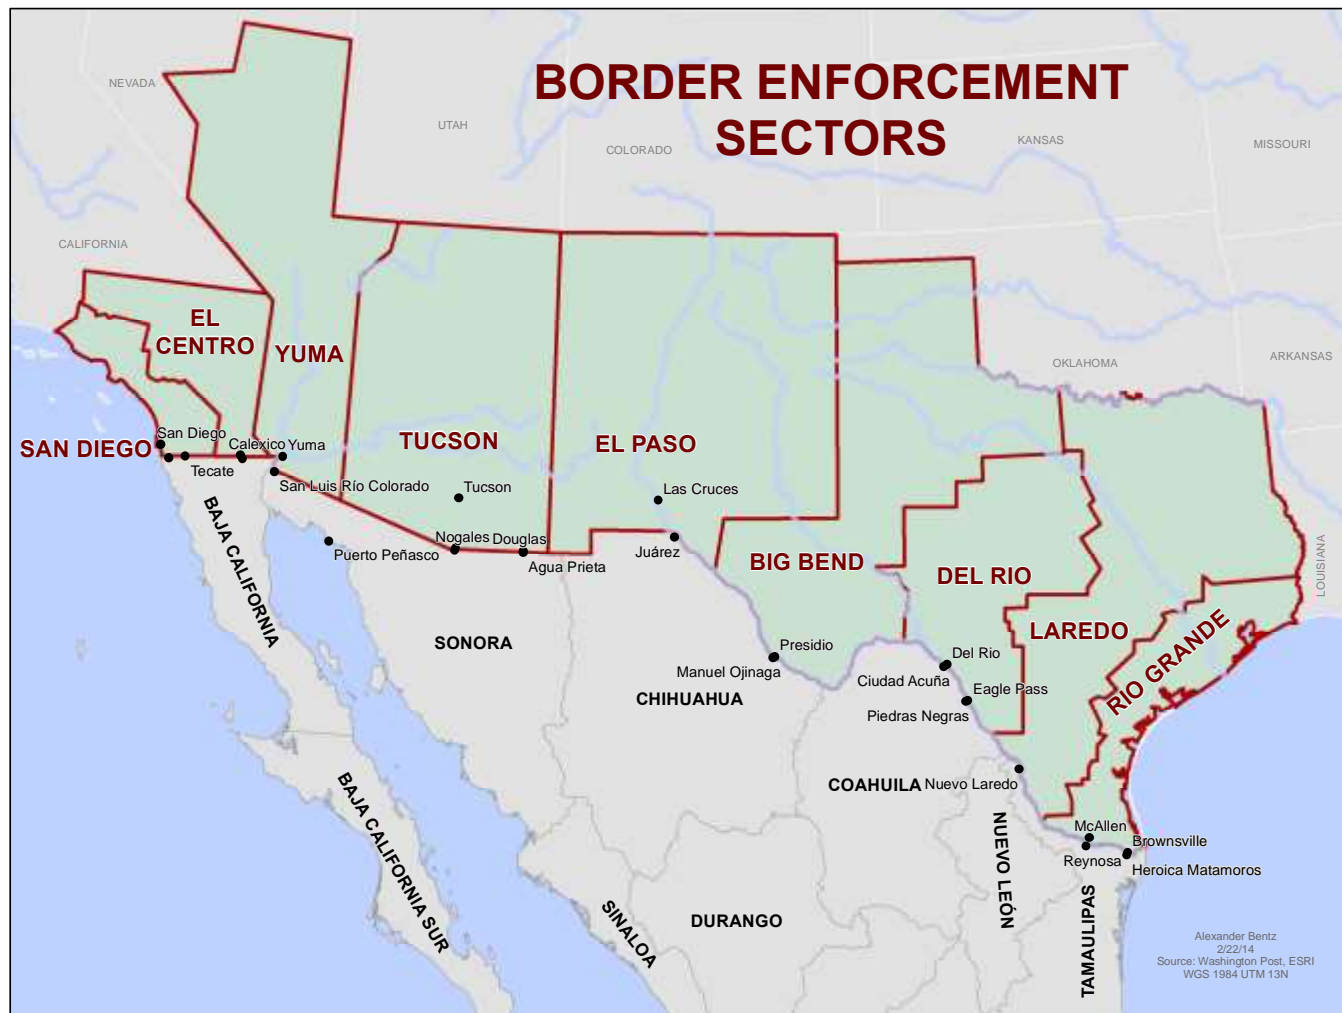 BORDER ENFORCEMENT
SECTORS
NEVADA
UTAH
COLORADO
KANSAS
MISSOURI
CALIFORNIA
OKLAHOMA
ARKANSAS
LOUISIANA
EL
CENTRO
YUMA
SAN DIEGO
TUCSON
EL PASO
BIG BEND
DEL RIO
LAREDO
RIO GRANDE
San Diego
Calexico
Yuma
Tecate
San Luis Río Colorado
Tucson
Las Cruces
Puerto Peñasco
Nogales
Douglas
Agua Prieta
Juárez
Presidio
Manuel Ojinaga
Del Rio
Ciudad Acuña
Eagle Pass
Piedras Negras
Nuevo Laredo
McAllen
Reynosa
Brownsville
Heroica Matamoros
BAJA CALIFORNIA
SONORA
CHIHUAHUA
COAHUILA
BAJA CALIFORNIA SUR
SINALOA
DURANGO
NUEVO LEÓN
TAMAULIPAS
Alexander Bentz
2/22/14
Source: Washington Post, ESRI
WGS 1984 UTM 13N